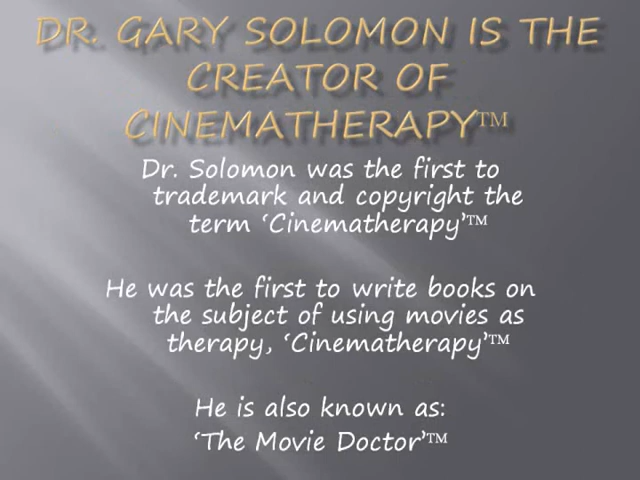 DR. GARY SOLOMON IS THE
CREATOR OF
CINEMATHERAPY™
Dr. Solomon was the first to
trademark and copyright the
term ‘Cinematherapy’™
He was the first to write books on
the subject of using movies as
therapy, ‘Cinematherapy’™
He is also known as:
‘The Movie Doctor’™